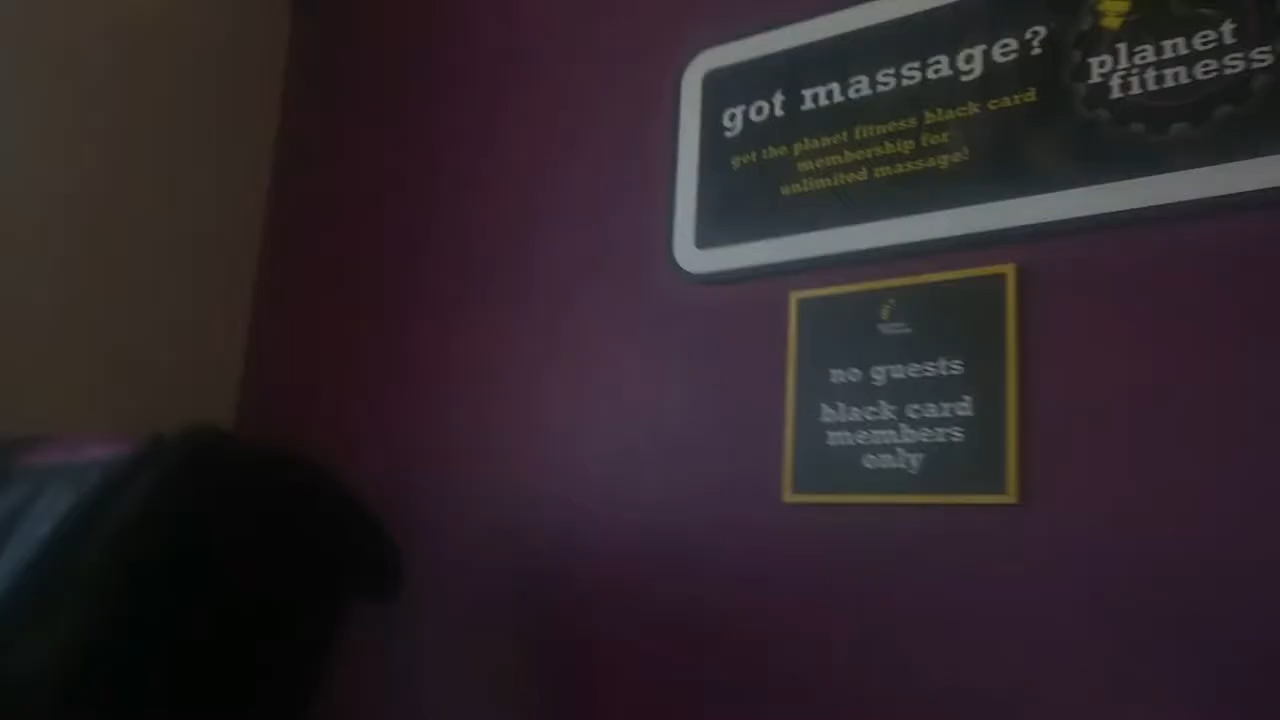 got massage?
get the planet fitness black card
membership for
unlimited massage!
planet
fitness
no guests
black card
members
only